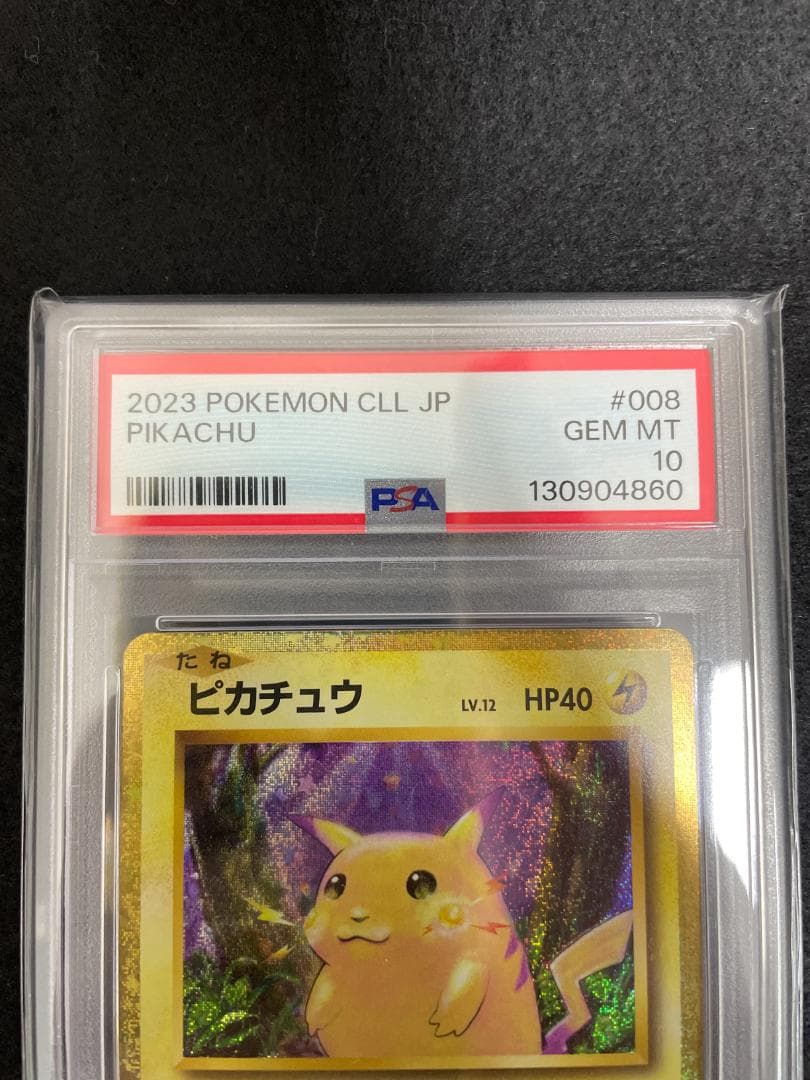 2023 POKEMON CLL JP #008
PIKACHU GEM MT
10
PSA 130904860
たね
ピカチュウ LV.12 HP40